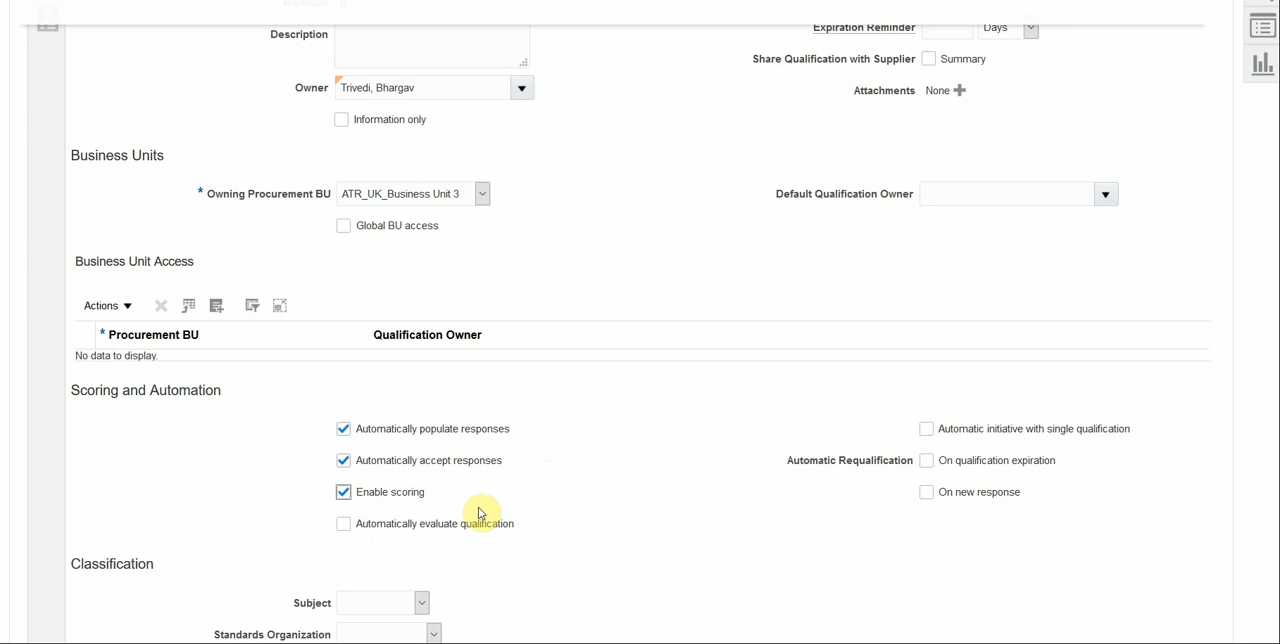 Description
Expiration Reminder Days
Share Qualification with Supplier Summary
Owner Trivedi, Bhargav
Attachments None
Information only
Business Units
* Owning Procurement BU ATR_UK_Business Unit 3
Default Qualification Owner
Global BU access
Business Unit Access
Actions
* Procurement BU Qualification Owner
No data to display.
Scoring and Automation
Automatically populate responses
Automatic initiative with single qualification
Automatically accept responses
Automatic Requalification On qualification expiration
Enable scoring
On new response
Automatically evaluate qualification
Classification
Subject
Standards Organization